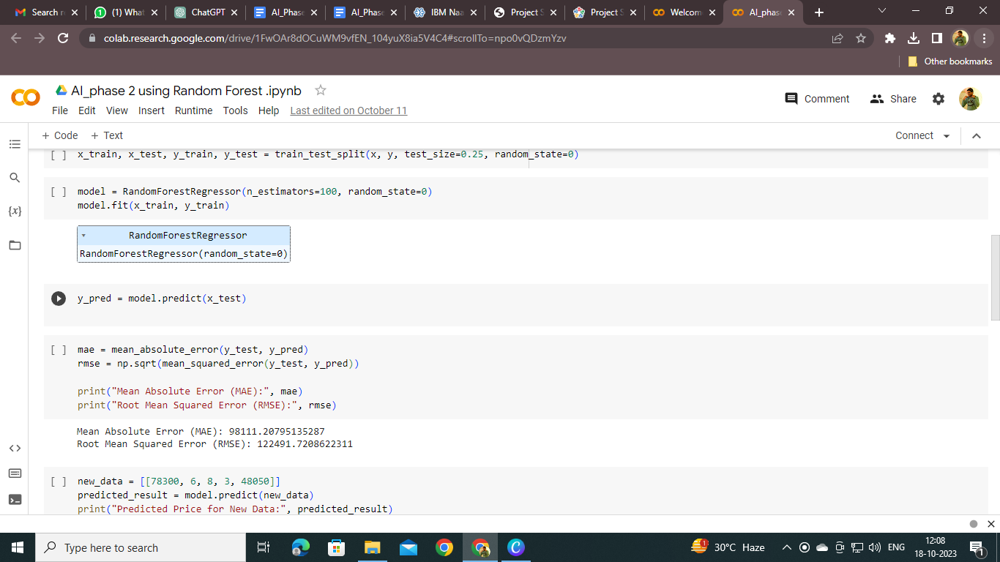 Search r
(1) What
ChatGPT
AI_Phase
AI_Phase
IBM Naa
Project S
Project S
Welcom
AI_phas
colab.research.google.com/drive/1FwOAr8dOCuWM9vfEN_104yuX8ia5V4C4#scrollTo=npo0vQDzmYzv
Other bookmarks
AI_phase 2 using Random Forest .ipynb
File Edit View Insert Runtime Tools Help Last edited on October 11
Comment Share
+ Code + Text
Connect
[ ] x_train, x_test, y_train, y_test = train_test_split(x, y, test_size=0.25, random_state=0)
[ ] model = RandomForestRegressor(n_estimators=100, random_state=0)
model.fit(x_train, y_train)
RandomForestRegressor
RandomForestRegressor(random_state=0)
y_pred = model.predict(x_test)
[ ] mae = mean_absolute_error(y_test, y_pred)
rmse = np.sqrt(mean_squared_error(y_test, y_pred))
print("Mean Absolute Error (MAE):", mae)
print("Root Mean Squared Error (RMSE):", rmse)
Mean Absolute Error (MAE): 98111.20795135287
Root Mean Squared Error (RMSE): 122491.7208622311
[ ] new_data = [[78300, 6, 8, 3, 48050]]
predicted_result = model.predict(new_data)
print("Predicted Price for New Data:", predicted_result)
{x}
<>
Type here to search
1
30°C Haze
ENG
12:08
18-10-2023
1